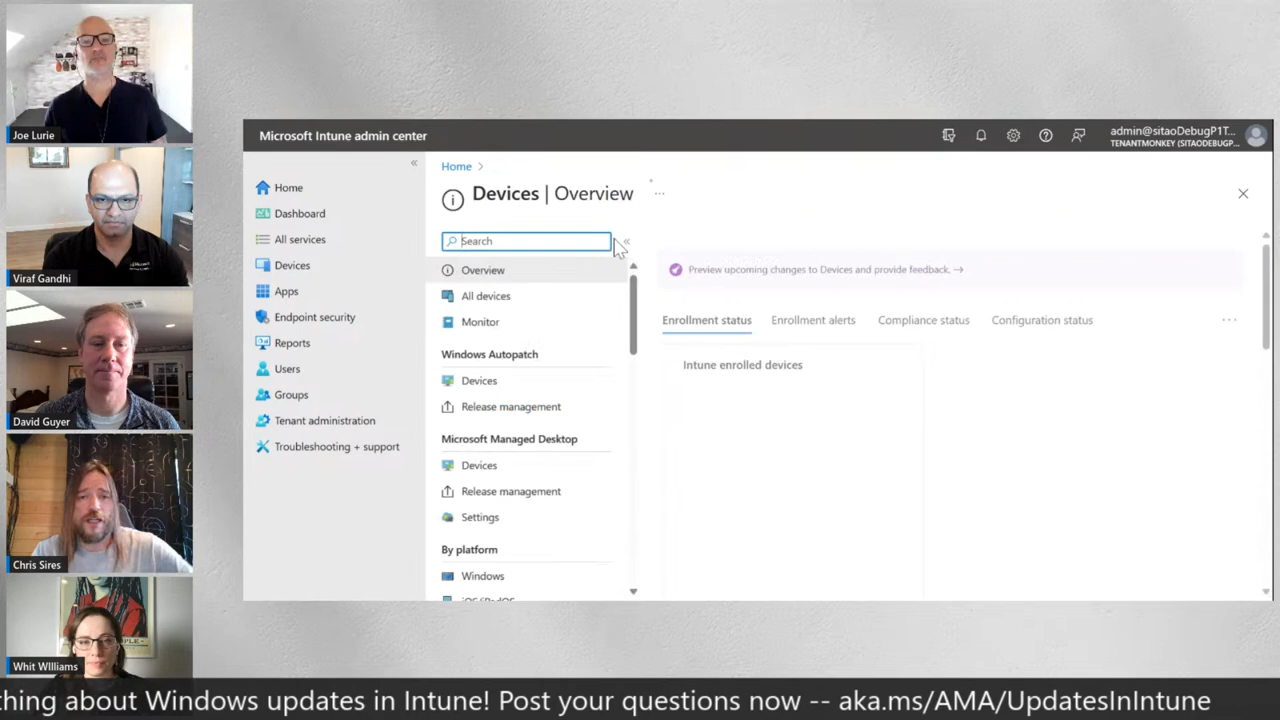 Joe Lurie
Viraf Gandhi
David Guyer
Chris Sires
Whit WIlliams
Microsoft Intune admin center
admin@sitaoDebugP1T...
TENANTMONKEY (SITAODEBUGP...
Home
Dashboard
All services
Devices
Apps
Endpoint security
Reports
Users
Groups
Tenant administration
Troubleshooting + support
Home
Devices | Overview
...
Search
Overview
All devices
Monitor
Windows Autopatch
Devices
Release management
Microsoft Managed Desktop
Devices
Release management
Settings
By platform
Windows
iOS/iPadOS
Preview upcoming changes to Devices and provide feedback. →
Enrollment status Enrollment alerts Compliance status Configuration status ...
Intune enrolled devices
thing about Windows updates in Intune! Post your questions now -- aka.ms/AMA/UpdatesInIntune